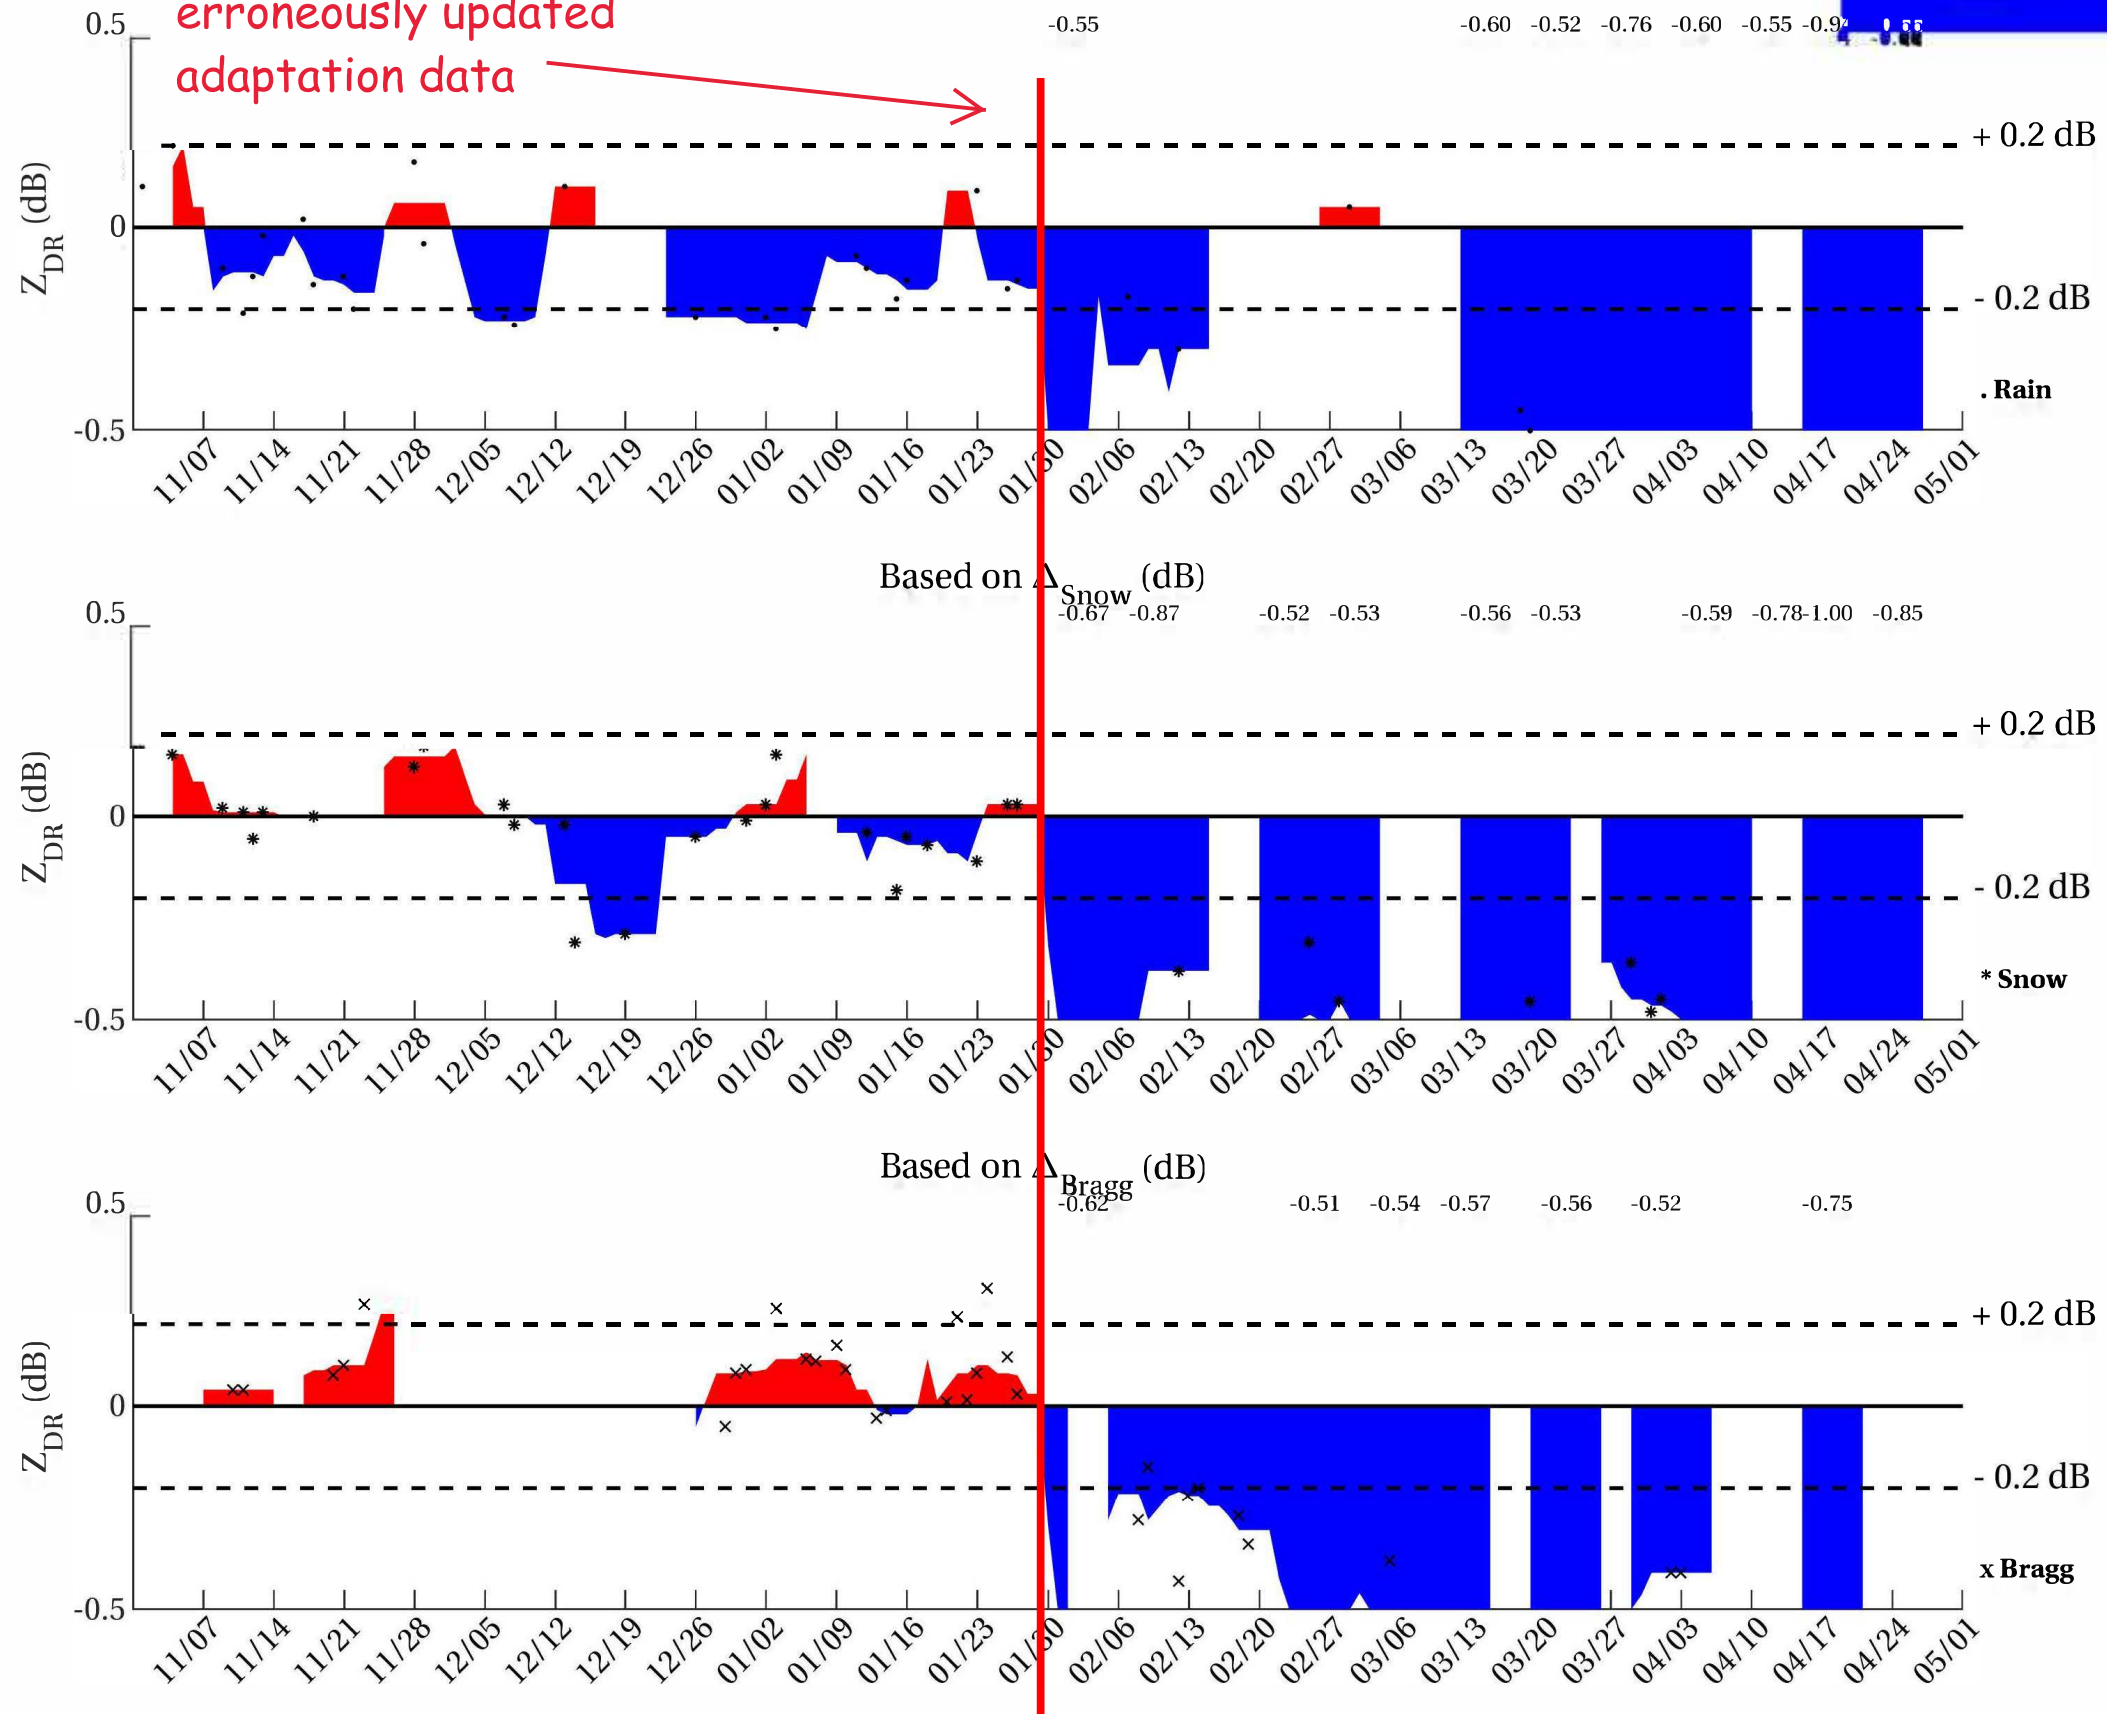 erroneously updated
adaptation data
0.5
-0.55 -0.60 -0.52 -0.76 -0.60 -0.55
+ 0.2 dB
0
- 0.2 dB
ZDR (dB)
. Rain
-0.5
11/07 11/14 11/21 11/28 12/05 12/12 12/19 12/26 01/02 01/09 01/16 01/23 01/30 02/06 02/13 02/20 02/27 03/06 03/13 03/20 03/27 04/03 04/10 04/17 04/24 05/01
Based on ΔSnow (dB)
0.5
-0.67 -0.87 -0.52 -0.53 -0.56 -0.53 -0.59 -0.78 -1.00 -0.85
+ 0.2 dB
0
- 0.2 dB
ZDR (dB)
* Snow
-0.5
11/07 11/14 11/21 11/28 12/05 12/12 12/19 12/26 01/02 01/09 01/16 01/23 01/30 02/06 02/13 02/20 02/27 03/06 03/13 03/20 03/27 04/03 04/10 04/17 04/24 05/01
Based on ΔBragg (dB)
0.5
-0.62 -0.51 -0.54 -0.57 -0.56 -0.52 -0.75
+ 0.2 dB
0
- 0.2 dB
ZDR (dB)
x Bragg
-0.5
11/07 11/14 11/21 11/28 12/05 12/12 12/19 12/26 01/02 01/09 01/16 01/23 01/30 02/06 02/13 02/20 02/27 03/06 03/13 03/20 03/27 04/03 04/10 04/17 04/24 05/01